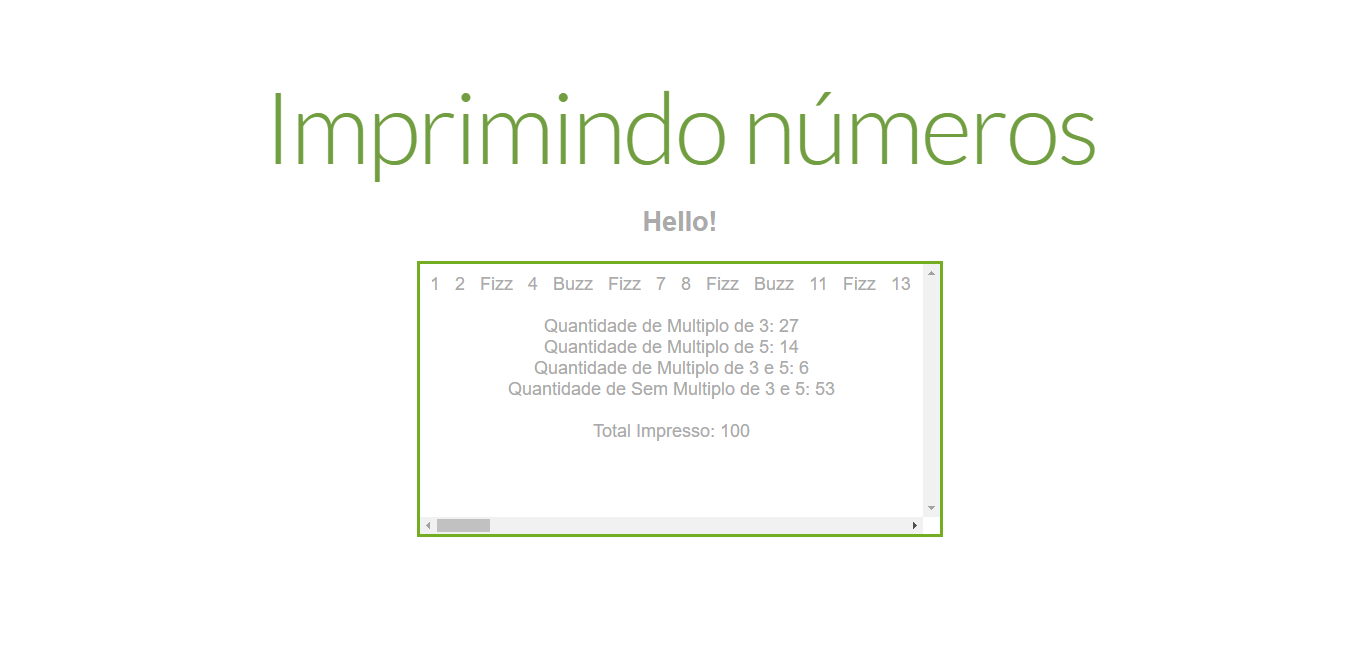 Imprimindo números
Hello!
1 2 Fizz 4 Buzz Fizz 7 8 Fizz Buzz 11 Fizz 13
Quantidade de Multiplo de 3: 27
Quantidade de Multiplo de 5: 14
Quantidade de Multiplo de 3 e 5: 6
Quantidade de Sem Multiplo de 3 e 5: 53
Total Impresso: 100